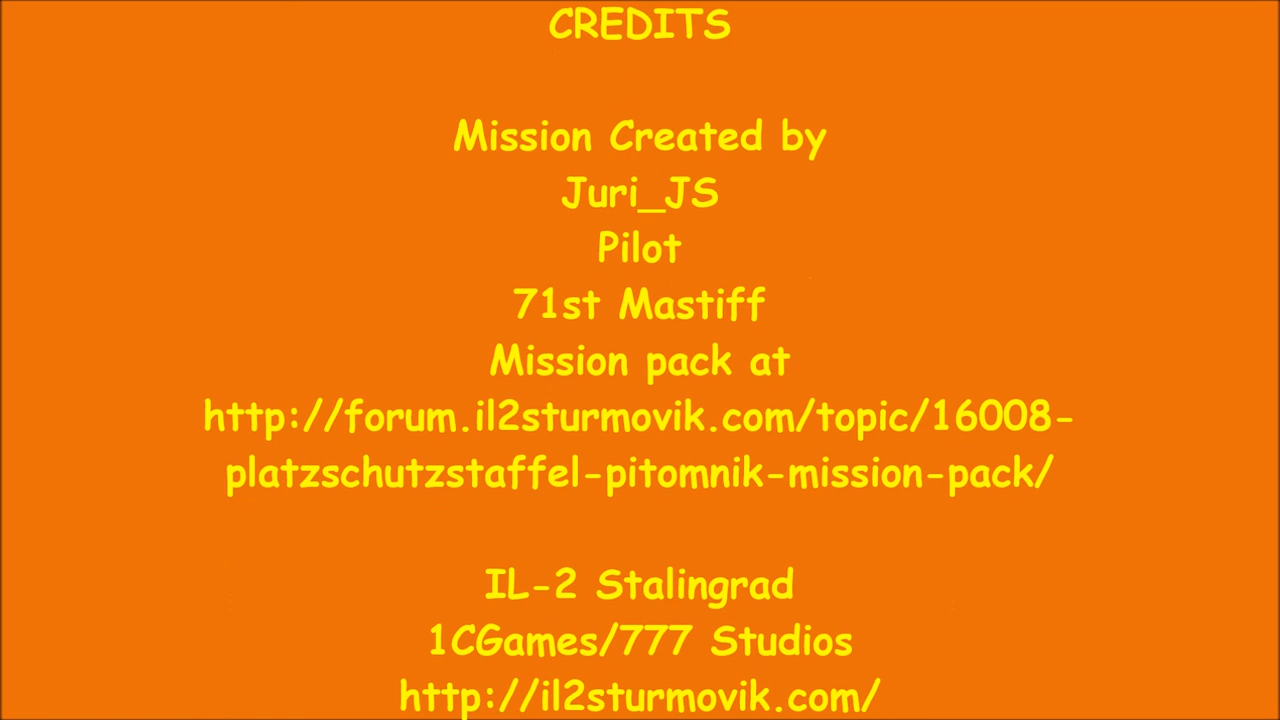 CREDITS
Mission Created by
Juri_JS
Pilot
71st Mastiff
Mission pack at
http://forum.il2sturmovik.com/topic/16008-
platzschutzstaffel-pitomnik-mission-pack/
IL-2 Stalingrad
1CGames/777 Studios
http://il2sturmovik.com/